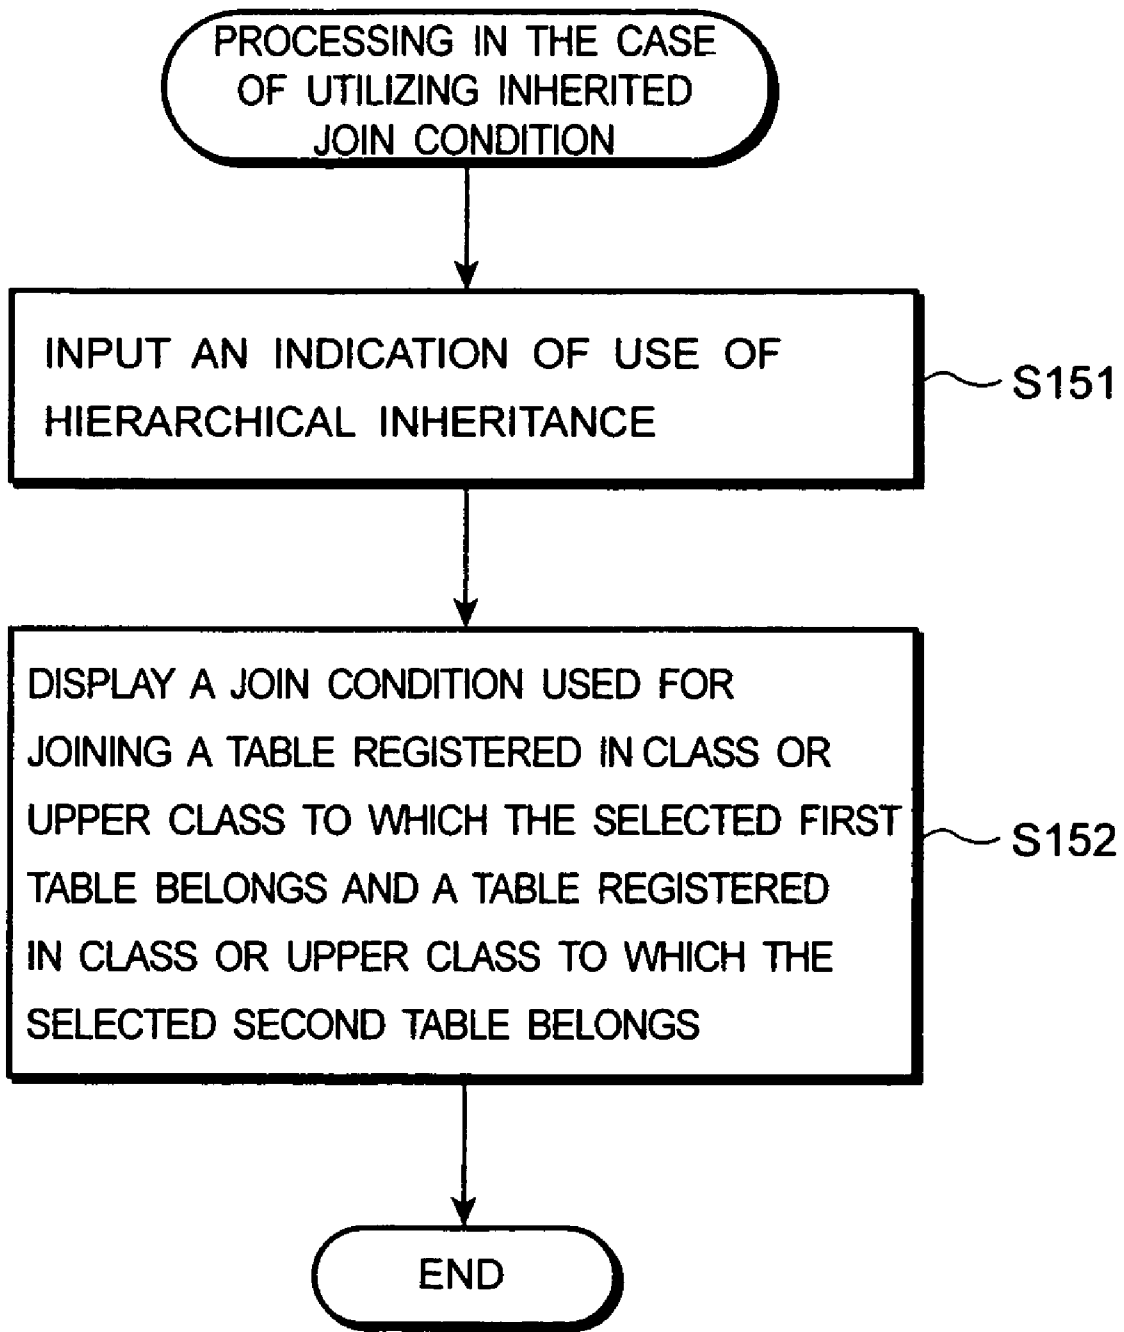 PROCESSING IN THE CASE
OF UTILIZING INHERITED
JOIN CONDITION
INPUT AN INDICATION OF USE OF
HIERARCHICAL INHERITANCE
S151
DISPLAY A JOIN CONDITION USED FOR
JOINING A TABLE REGISTERED IN CLASS OR
UPPER CLASS TO WHICH THE SELECTED FIRST
TABLE BELONGS AND A TABLE REGISTERED
IN CLASS OR UPPER CLASS TO WHICH THE
SELECTED SECOND TABLE BELONGS
S152
END